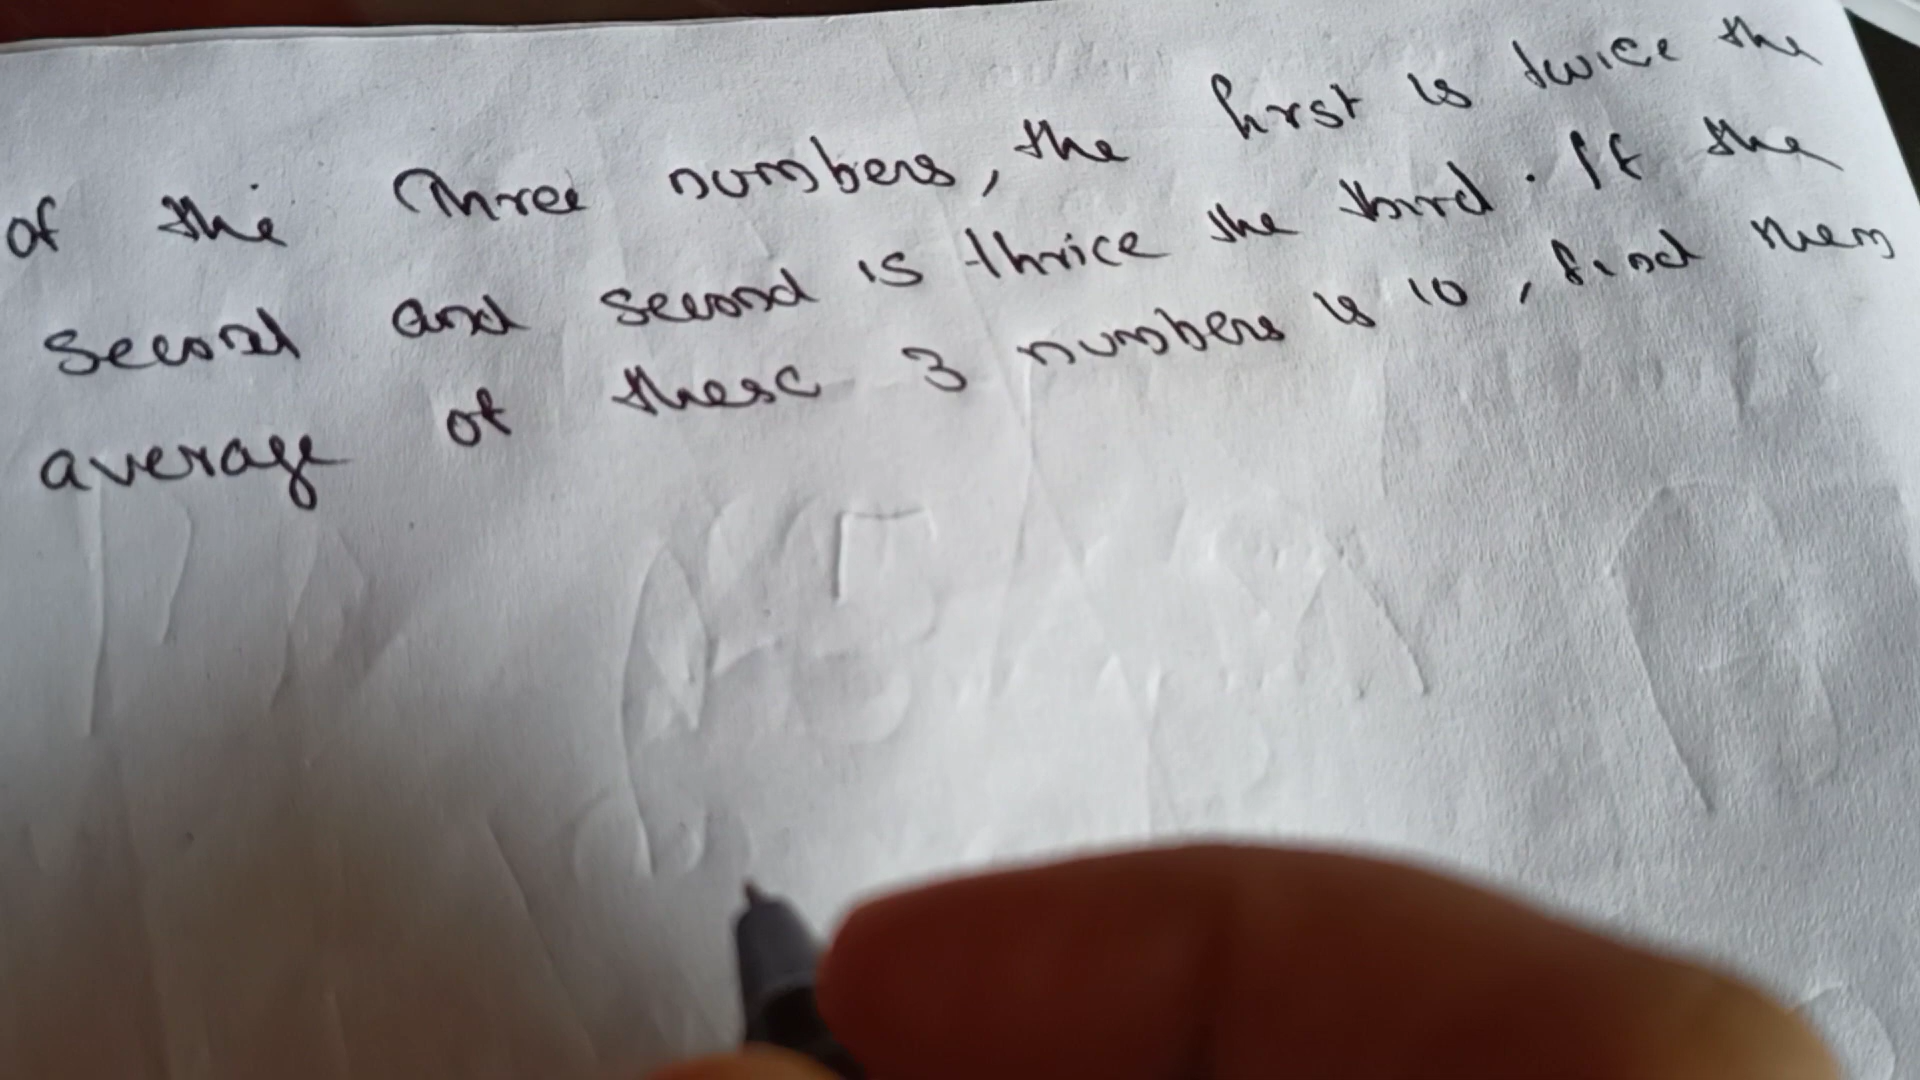 of the Three numbers, the first is twice the
second and second is thrice the third. If the
average of these 3 numbers is 10, find them